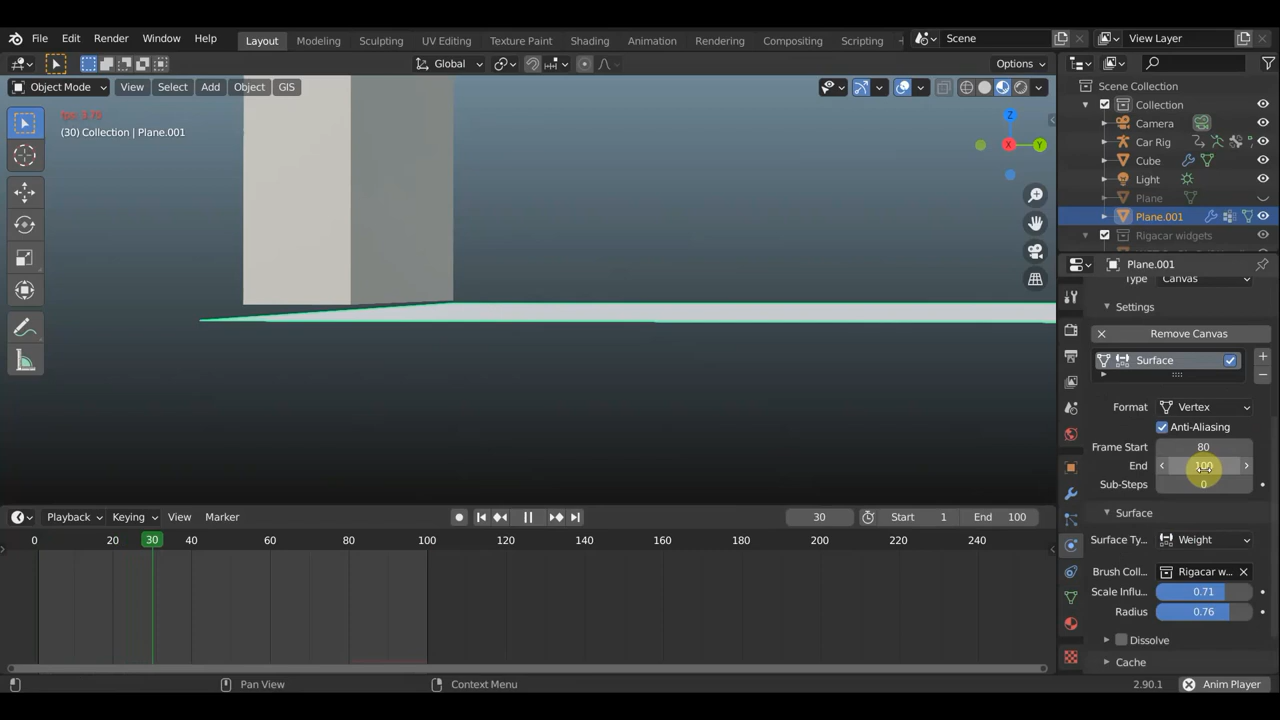 File Edit Render Window Help Layout Modeling Sculpting UV Editing Texture Paint Shading Animation Rendering Compositing Scripting Scene View Layer
Global Options
Object Mode View Select Add Object GIS
(30) Collection | Plane.001
Z
X
Y
Scene Collection
Collection
Camera
Car Rig
Cube
Light
Plane
Plane.001
Rigacar widgets
Plane.001
Type Canvas
Settings
Remove Canvas
Surface
Format Vertex
Anti-Aliasing
Frame Start 80
End 100
Sub-Steps 0
Surface
Surface Ty... Weight
Brush Coll... Rigacar w...
Scale Influ... 0.71
Radius 0.76
Dissolve
Cache
Playback Keying View Marker 30 Start 1 End 100
0 20 30 40 60 80 100 120 140 160 180 200 220 240
Pan View Context Menu 2.90.1 Anim Player